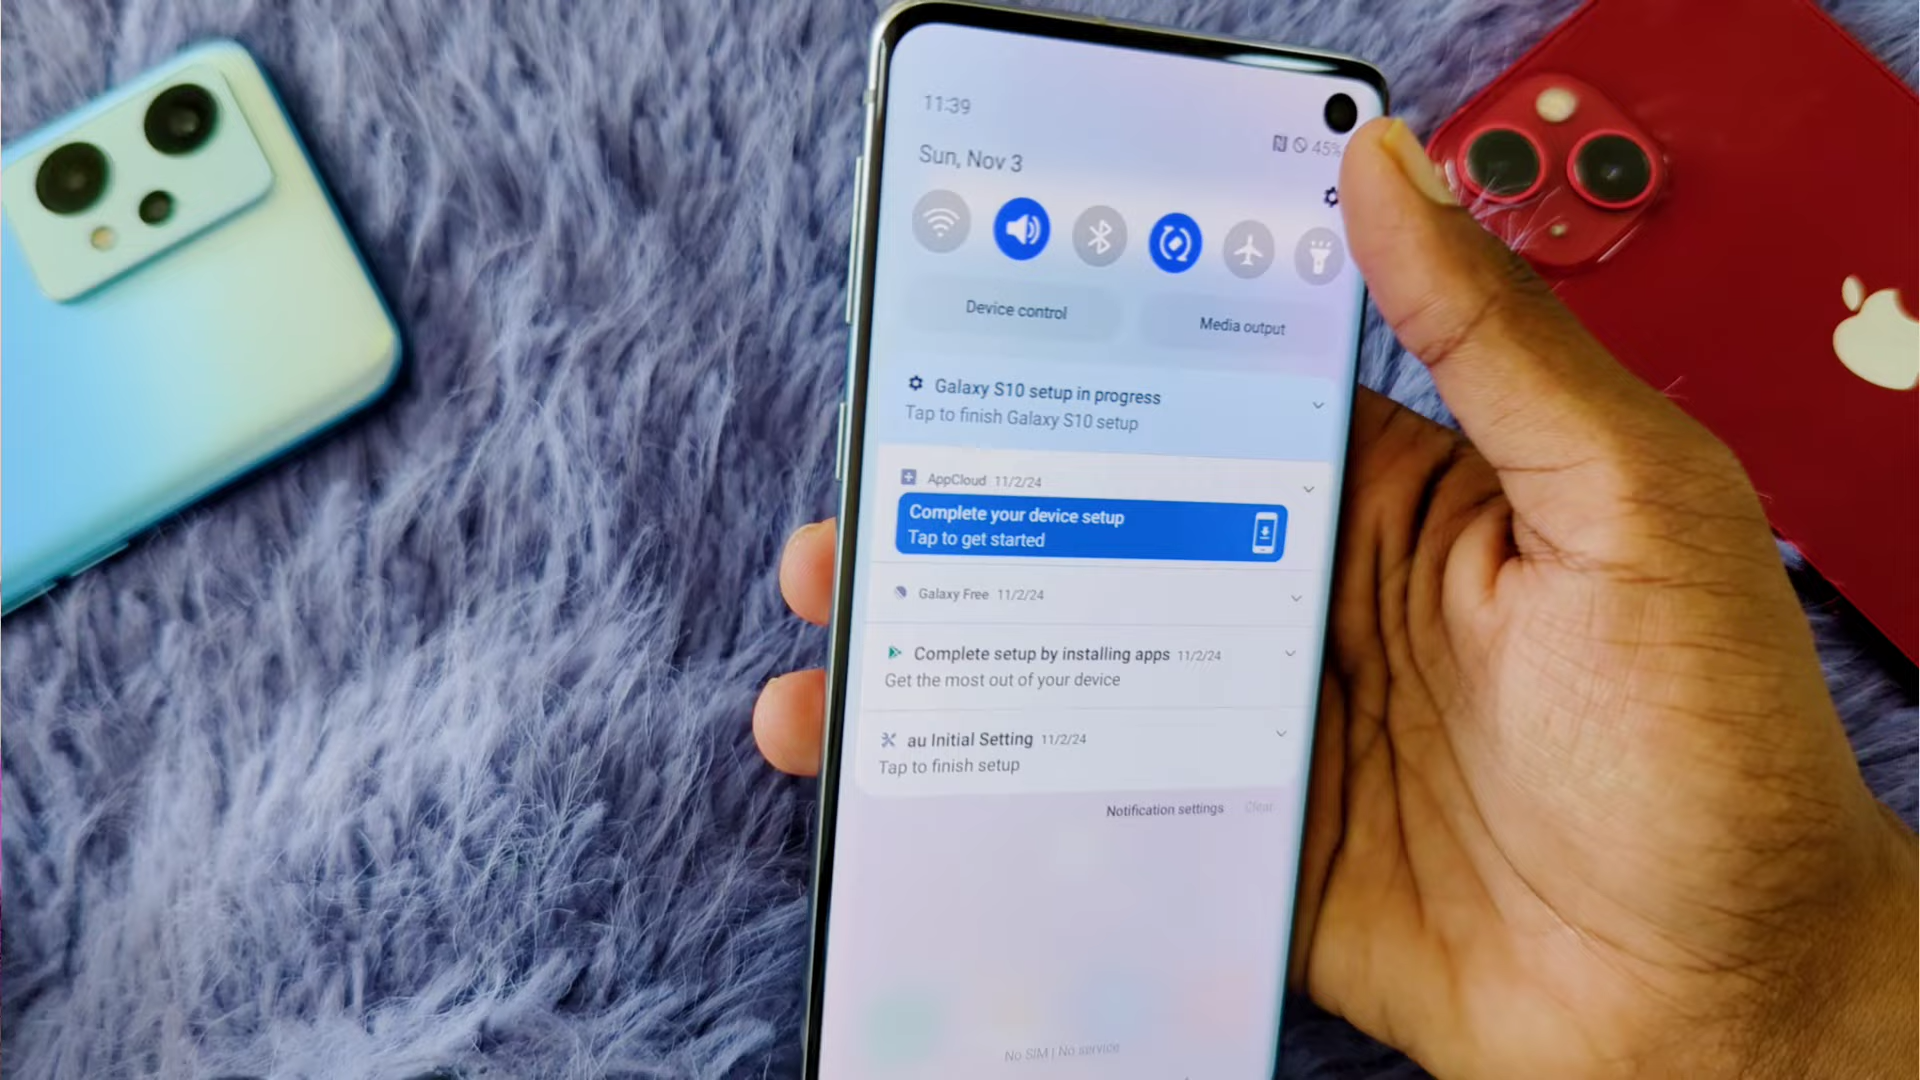 11:39
45%
Sun, Nov 3
Device control
Media output
Galaxy S10 setup in progress
Tap to finish Galaxy S10 setup
AppCloud 11/2/24
Complete your device setup
Tap to get started
Galaxy Free 11/2/24
Complete setup by installing apps 11/2/24
Get the most out of your device
au Initial Setting 11/2/24
Tap to finish setup
Notification settings Clear
No SIM | No service